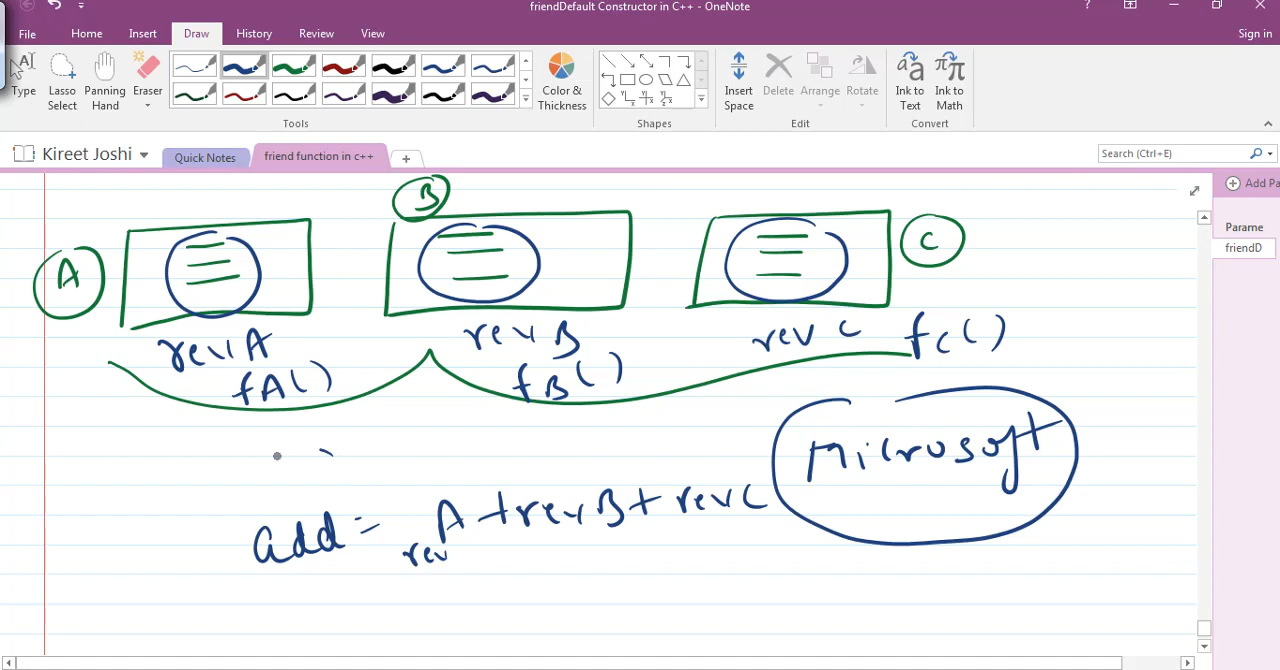 friendDefault Constructor in C++ - OneNote
File Home Insert Draw History Review View
Sign in
Type
Lasso Select
Panning Hand
Eraser
Color & Thickness
Insert Space
Delete
Arrange
Rotate
Ink to Text
Ink to Math
Tools
Shapes
Edit
Convert
Kireet Joshi
Quick Notes
friend function in c++
Search (Ctrl+E)
Add Pa
Parame
friendD
A
B
C
rev A
rev B
rev C
fA()
fB()
fC()
Microsoft
add = rev A + rev B + rev C